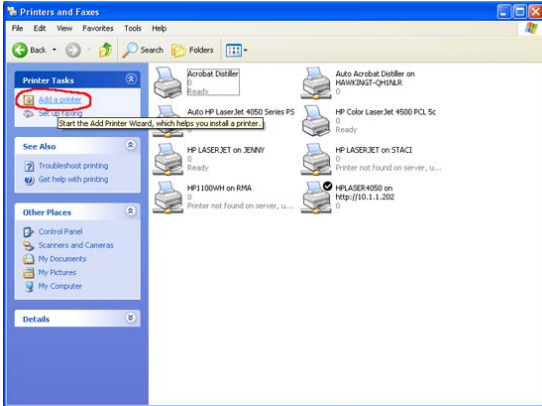 Printers and Faxes
File Edit View Favorites Tools Help
Back Search Folders
Printer Tasks
Add a printer
Set up faxing
Start the Add Printer Wizard, which helps you install a printer.
See Also
Troubleshoot printing
Get help with printing
Other Places
Control Panel
Scanners and Cameras
My Documents
My Pictures
My Computer
Details
Acrobat Distiller
0
Ready
Auto Acrobat Distiller on
HAWKINGT-QH1NLR
0
Auto HP LaserJet 4050 Series PS
HP Color LaserJet 4500 PCL 5c
0
Ready
HP LASERJET on JENNY
0
Ready
HP LASERJET on STACI
0
Printer not found on server, u...
HP1100WH on RMA
0
Printer not found on server, u...
HPLASER4050 on
http://10.1.1.202
0